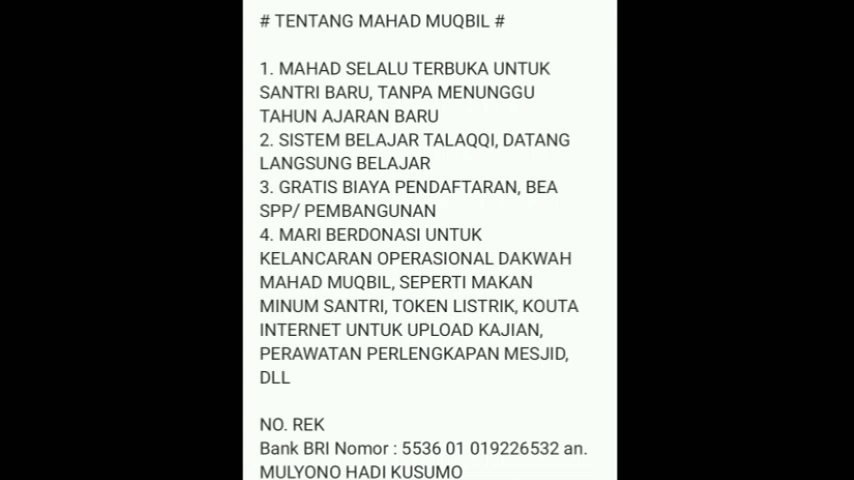 # TENTANG MAHAD MUQBIL #
1. MAHAD SELALU TERBUKA UNTUK
SANTRI BARU, TANPA MENUNGGU
TAHUN AJARAN BARU
2. SISTEM BELAJAR TALAQQI, DATANG
LANGSUNG BELAJAR
3. GRATIS BIAYA PENDAFTARAN, BEA
SPP/ PEMBANGUNAN
4. MARI BERDONASI UNTUK
KELANCARAN OPERASIONAL DAKWAH
MAHAD MUQBIL, SEPERTI MAKAN
MINUM SANTRI, TOKEN LISTRIK, KOUTA
INTERNET UNTUK UPLOAD KAJIAN,
PERAWATAN PERLENGKAPAN MESJID,
DLL
NO. REK
Bank BRI Nomor : 5536 01 019226532 an.
MULYONO HADI KUSUMO